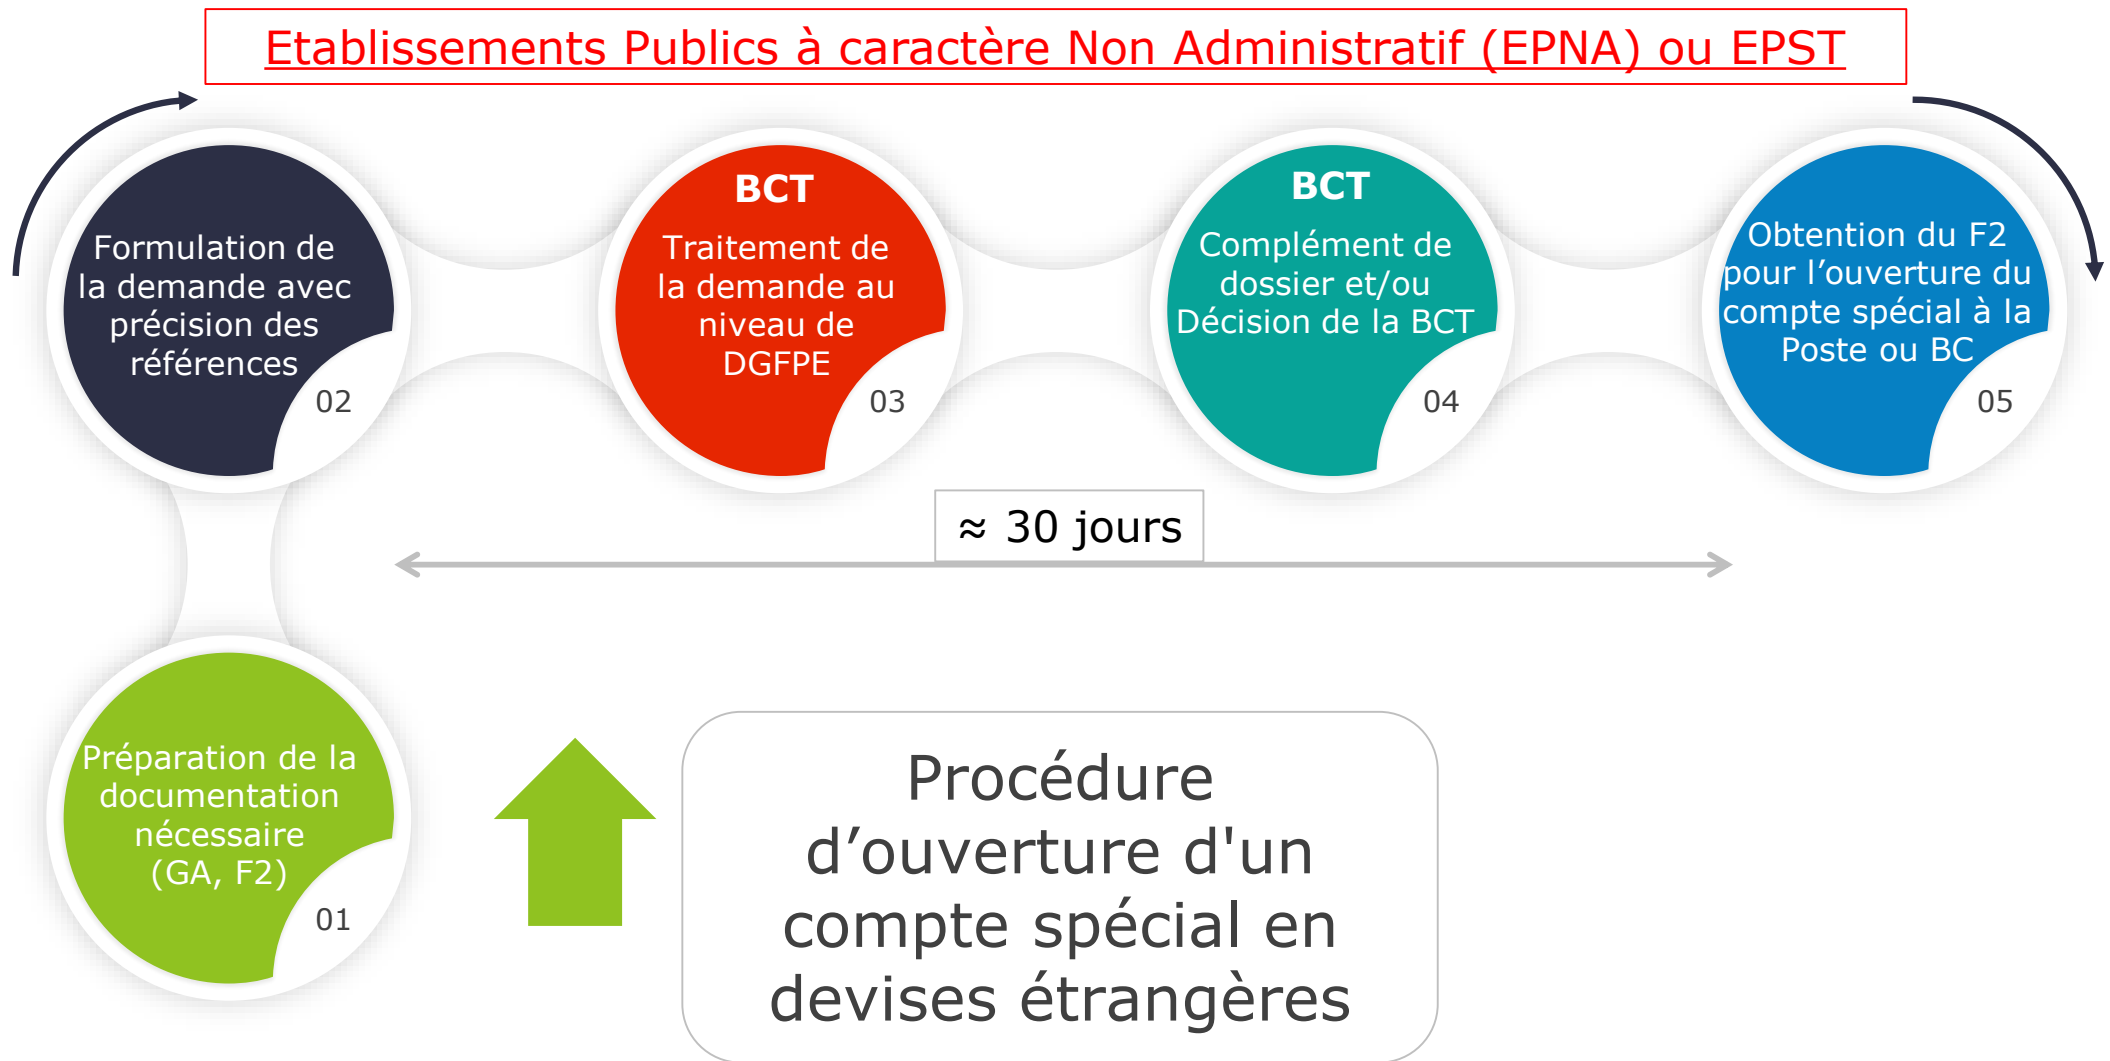 Etablissements Publics à caractère Non Administratif (EPNA) ou EPST
Formulation de
la demande avec
précision des
références
02
BCT
Traitement de
la demande au
niveau de
DGFPE
03
BCT
Complément de
dossier et/ou
Décision de la BCT
04
Obtention du F2
pour l’ouverture du
compte spécial à la
Poste ou BC
05
≈ 30 jours
Préparation de la
documentation
nécessaire
(GA, F2)
01
Procédure
d’ouverture d'un
compte spécial en
devises étrangères